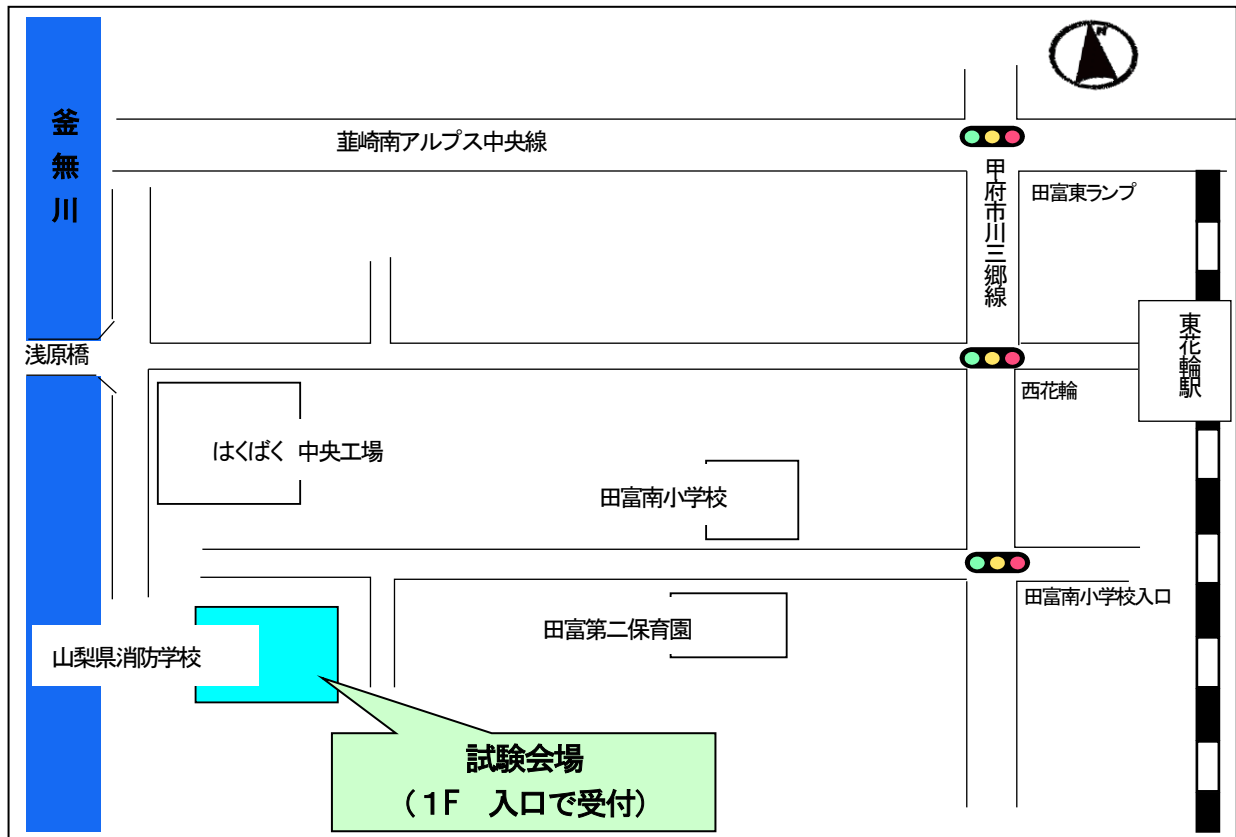 N
釜無川
韮崎南アルプス中央線
甲府市川三郷線
田富東ランプ
浅原橋
東花輪駅
西花輪
はくばく 中央工場
田富南小学校
田富南小学校入口
田富第二保育園
山梨県消防学校
試験会場
（１F　入口で受付）